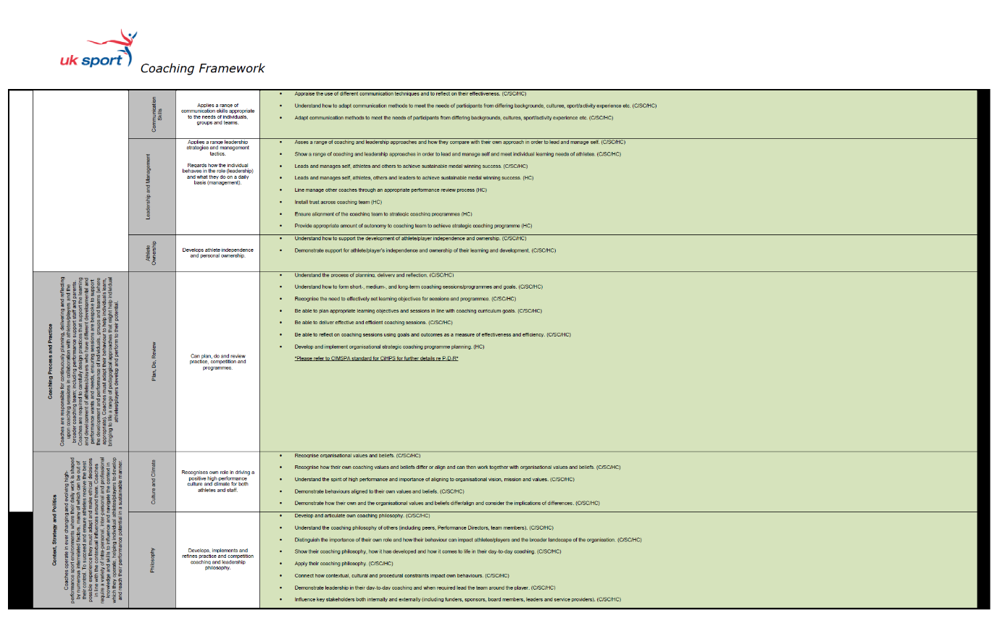 uk sport
Coaching Framework
Communication
Skills
Applies a range of
communication skills appropriate
to the needs of individuals,
groups and teams.
• Appraise the use of different communication techniques and to reflect on their effectiveness. (C/SC/HC)
• Understand how to adapt communication methods to meet the needs of participants from differing backgrounds, cultures, sport/activity experience etc. (C/SC/HC)
• Adapt communication methods to meet the needs of participants from differing backgrounds, cultures, sport/activity experience etc. (C/SC/HC)
Leadership and Management
Applies a range leadership
strategies and management
tactics.
Regards how the individual
behaves in the role (leadership)
and what they do on a daily
basis (management).
• Asses a range of coaching and leadership approaches and how they compare with their own approach in order to lead and manage self. (C/SC/HC)
• Show a range of coaching and leadership approaches in order to lead and manage self and meet individual learning needs of athletes. (C/SC/HC)
• Leads and manages self, athletes and others to achieve sustainable medal winning success. (C/SC/HC)
• Leads and manages self, athletes, others and leaders to achieve sustainable medal winning success. (HC)
• Line manage other coaches through an appropriate performance review process (HC)
• Install trust across coaching team (HC)
• Ensure alignment of the coaching team to strategic coaching programmes (HC)
• Provide appropriate amount of autonomy to coaching team to achieve strategic coaching programme (HC)
Athlete
Ownership
Develops athlete independence
and personal ownership.
• Understand how to support the development of athlete/player independence and ownership. (C/SC/HC)
• Demonstrate support for athlete/player's independence and ownership of their learning and development. (C/SC/HC)
Coaching Process and Practice
Coaches are responsible for continuously planning, delivering and reflecting
upon coaching sessions in collaboration with athletes/players and the
broader coaching team; including performance support staff and parents.
Coaches are required to carefully design practices that support the learning
and development of athletes/players who have different developmental and
performance wants and needs, ensuring sessions are bespoke to support
the development and performance of individuals, groups and teams (where
appropriate). Coaches must adapt their behaviour to help individuals learn,
bringing to life a range of pedagogical approaches that might help individual
athletes/players develop and perform to their potential.
Plan, Do, Review
Can plan, do and review
practice, competition and
programmes.
• Understand the process of planning, delivery and reflection. (C/SC/HC)
• Understand how to form short-, medium-, and long-term coaching sessions/programmes and goals. (C/SC/HC)
• Recognise the need to effectively set learning objectives for sessions and programmes. (C/SC/HC)
• Be able to plan appropriate learning objectives and sessions in line with coaching curriculum goals. (C/SC/HC)
• Be able to deliver effective and efficient coaching sessions. (C/SC/HC)
• Be able to reflect on coaching sessions using goals and outcomes as a measure of effectiveness and efficiency. (C/SC/HC)
• Develop and implement organisational strategic coaching programme planning. (HC)
*Please refer to CIMSPA standard for CiHPS for further details re P-D-R*
Context, Strategy and Politics
Coaches operate in ever changing and evolving high-
performance sport environments where their daily work is shaped
by numerous interrelated factors, many of which can be out of
their control. To succeed and ensure athletes receive the best
possible experience they must adapt and make ethical decisions
in line with the contextual influences around them. Coaches
require a variety of intra-personal, inter-personal and professional
knowledge and skills to influence and navigate the context in
which they operate, helping individual athletes/players to develop
and reach their performance potential in a sustainable manner.
Culture and Climate
Recognises own role in driving a
positive high-performance
culture and climate for both
athletes and staff.
• Recognise organisational values and beliefs. (C/SC/HC)
• Recognise how their own coaching values and beliefs differ or align and can then work together with organisational values and beliefs. (C/SC/HC)
• Understand the spirit of high performance and importance of aligning to organisational vision, mission and values. (C/SC/HC)
• Demonstrate behaviours aligned to their own values and beliefs. (C/SC/HC)
• Demonstrate how their own and the organisational values and beliefs differ/align and consider the implications of differences. (C/SC/HC)
Philosophy
Develops, implements and
refines practice and competition
coaching and leadership
philosophy.
• Develop and articulate own coaching philosophy. (C/SC/HC)
• Understand the coaching philosophy of others (including peers, Performance Directors, team members). (C/SC/HC)
• Distinguish the importance of their own role and how their behaviour can impact athletes/players and the broader landscape of the organisation. (C/SC/HC)
• Show their coaching philosophy, how it has developed and how it comes to life in their day-to-day coaching. (C/SC/HC)
• Apply their coaching philosophy. (C/SC/HC)
• Connect how contextual, cultural and procedural constraints impact own behaviours. (C/SC/HC)
• Demonstrate leadership in their day-to-day coaching and when required lead the team around the player. (C/SC/HC)
• Influence key stakeholders both internally and externally (including funders, sponsors, board members, leaders and service providers). (C/SC/HC)